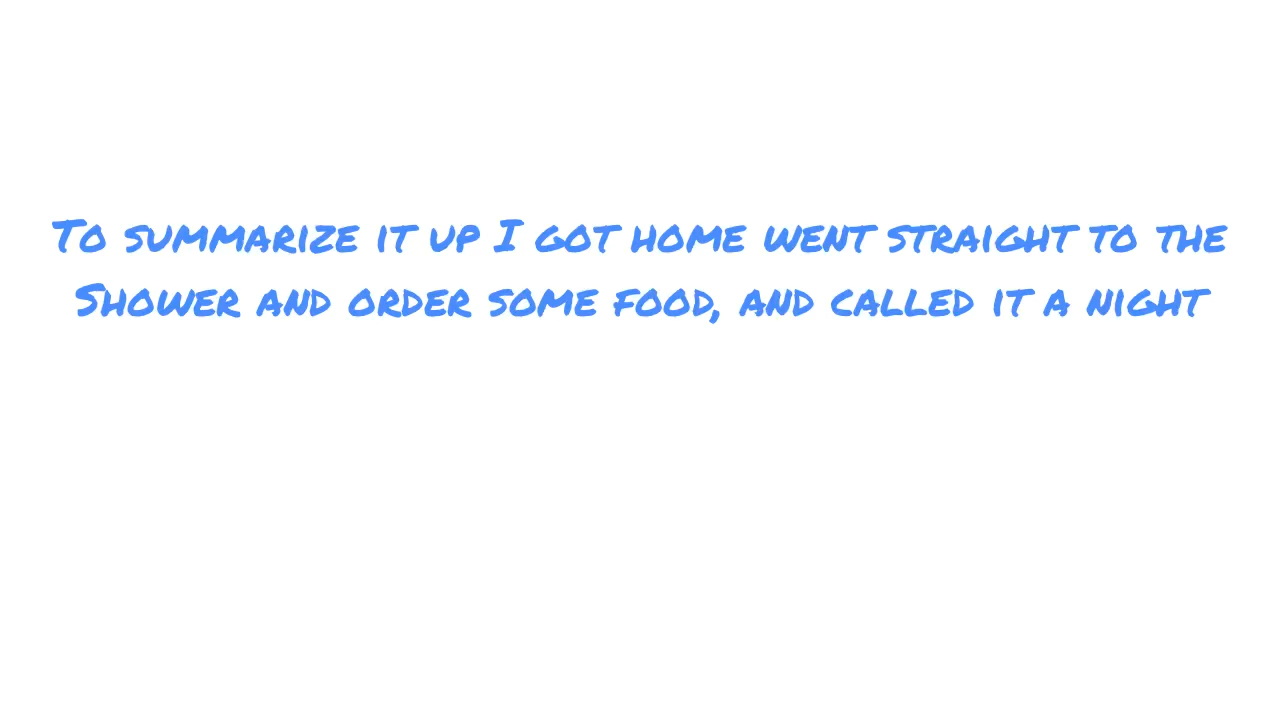 To summarize it up I got home went straight to the
Shower and order some food, and called it a night